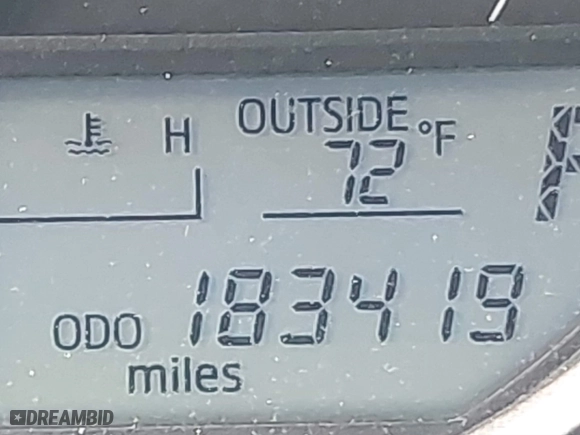 H
OUTSIDE
72 °F
ODO 183419
miles
DREAMBID